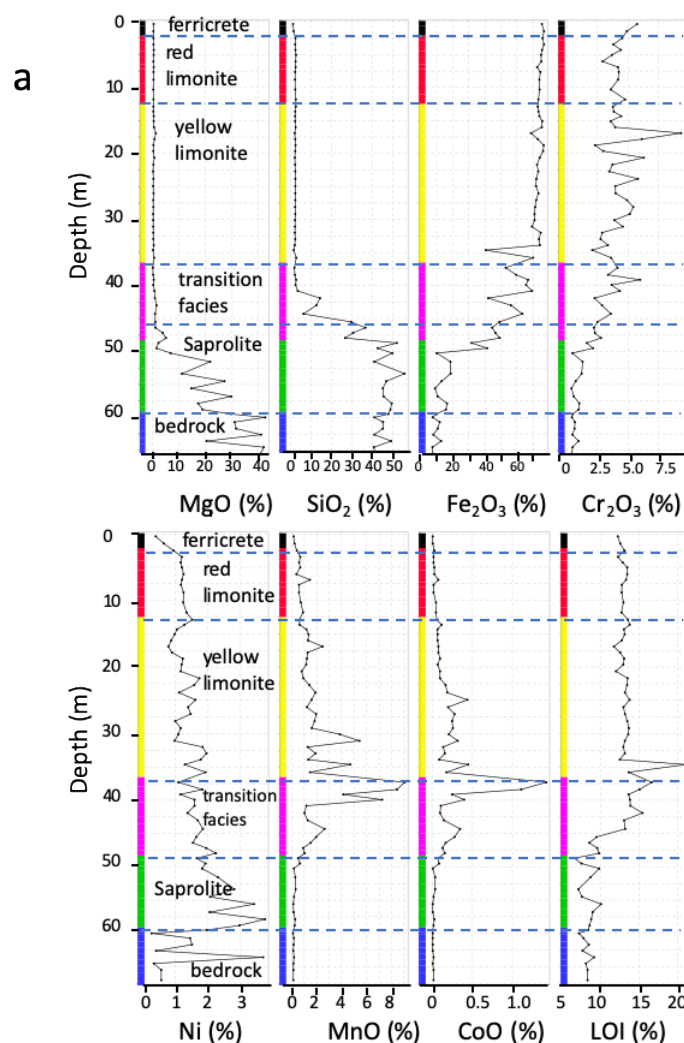 a
Depth (m)
0
10
20
30
40
50
60
ferricrete
red
limonite
yellow
limonite
transition
facies
Saprolite
bedrock
0 10 20 30 40
0 10 20 30 40 50
0 20 40 60
0 2.5 5.0 7.5
MgO (%)
SiO₂ (%)
Fe₂O₃ (%)
Cr₂O₃ (%)
Depth (m)
0
10
20
30
40
50
60
ferricrete
red
limonite
yellow
limonite
transition
facies
Saprolite
bedrock
0 1 2 3
0 2 4 6 8
0 0.5 1.0
5 10 15 20
Ni (%)
MnO (%)
CoO (%)
LOI (%)